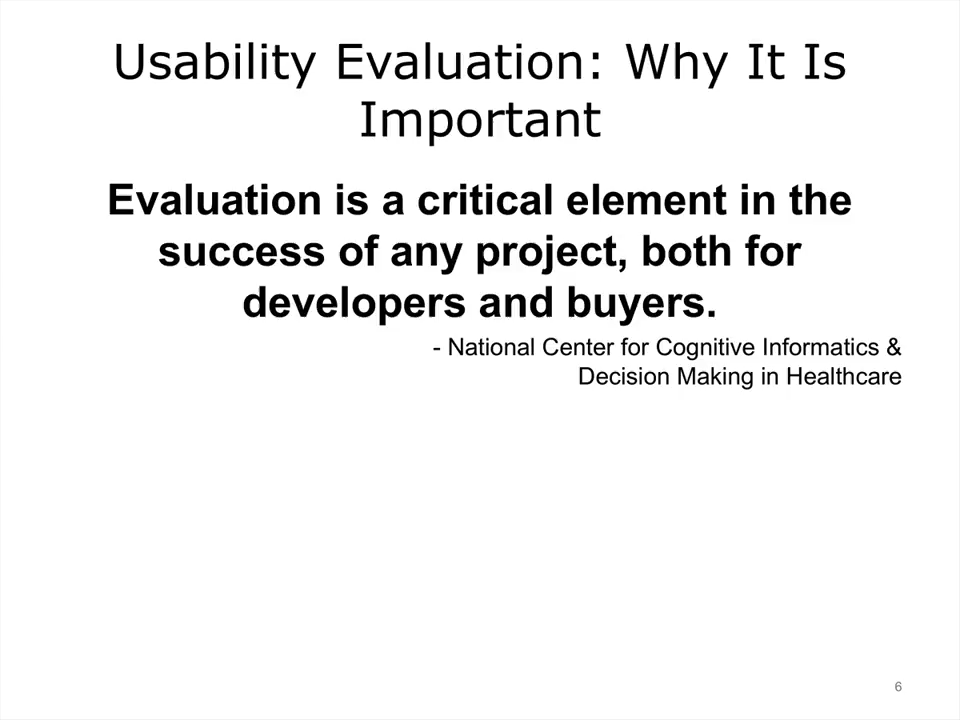 Usability Evaluation: Why It Is
Important
Evaluation is a critical element in the
success of any project, both for
developers and buyers.
- National Center for Cognitive Informatics &
Decision Making in Healthcare
6